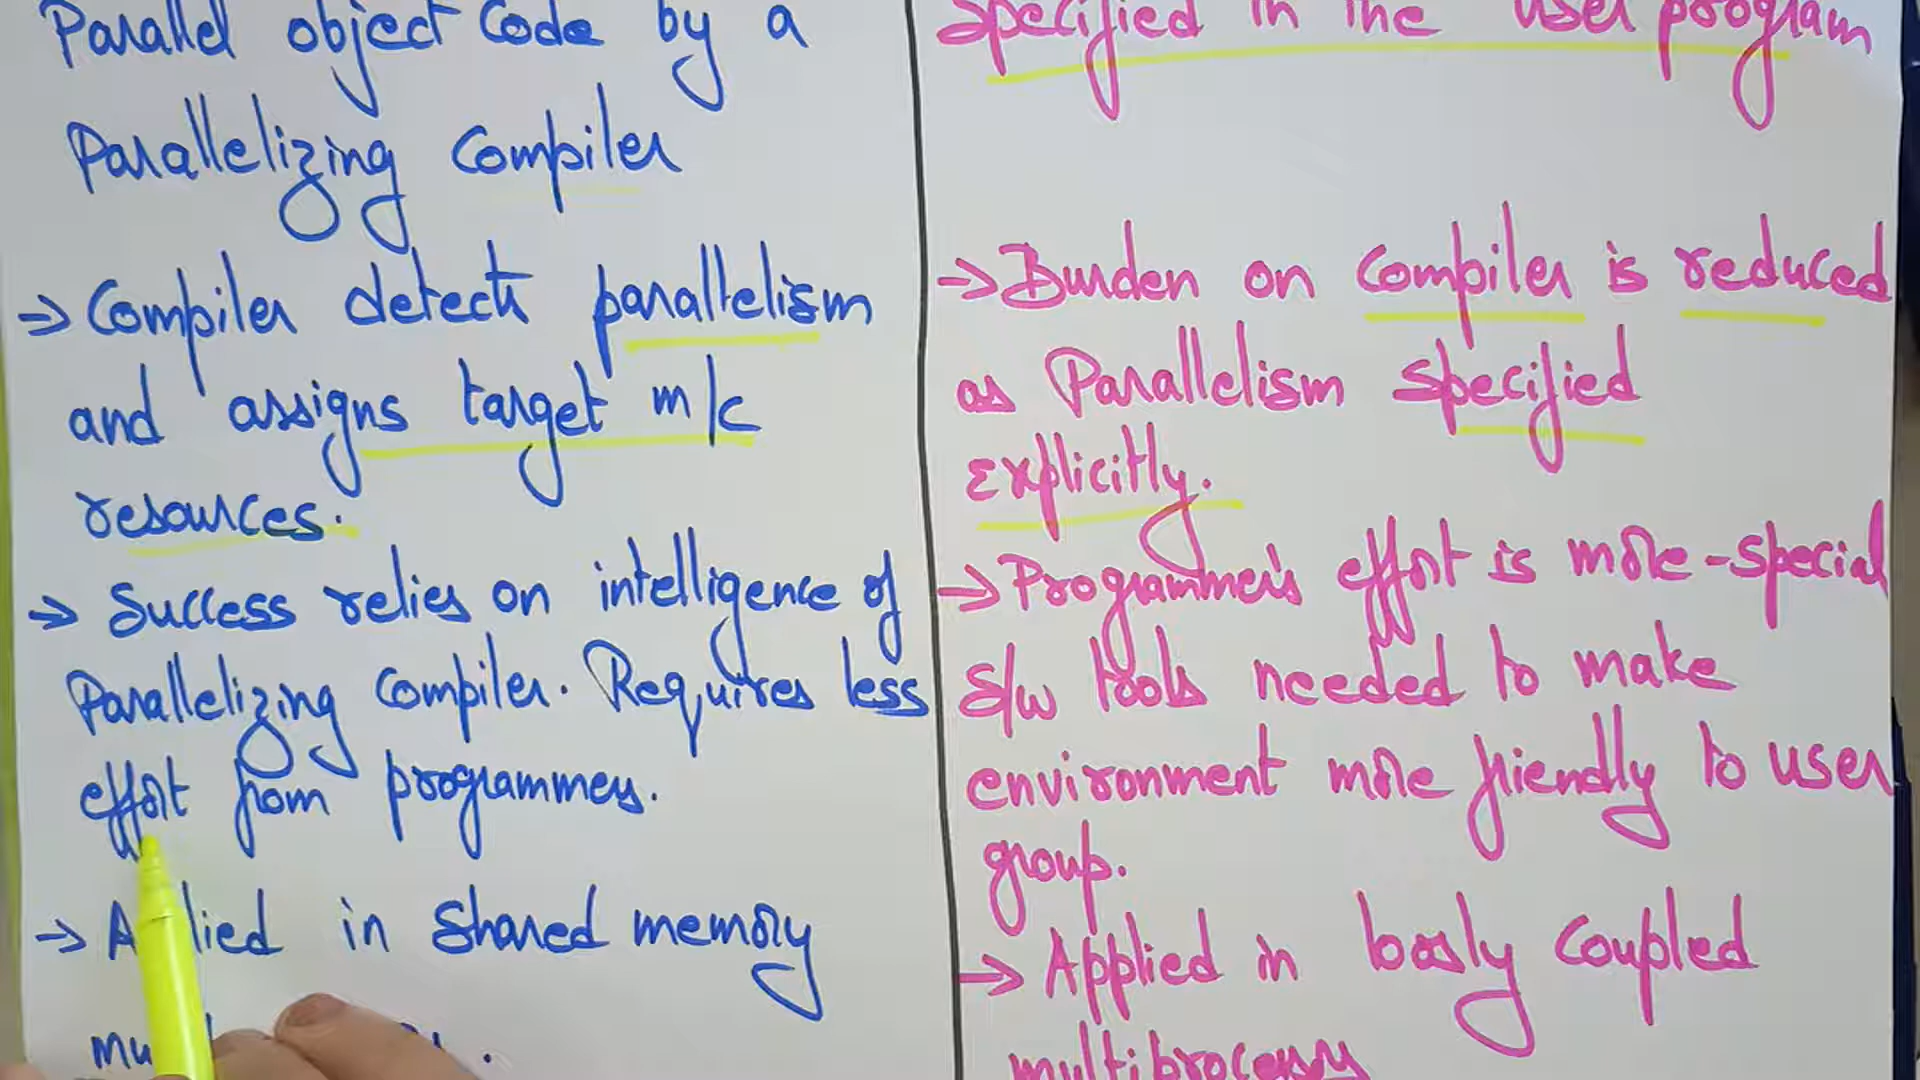 Parallel object Code by a
Parallelizing Compiler
→ Compiler detects parallelism
and assigns target m/c
resources.
→ Success relies on intelligence of
Parallelizing Compiler. Requires less
effort from programmers.
→ Applied in Shared memory
Specified in the user program
→ Burden on Compiler is reduced
as Parallelism Specified
Explicitly.
→ Programmer's effort is more - special
S/w tools needed to make
environment more friendly to user
group.
→ Applied in loosly Coupled
multiprocessors